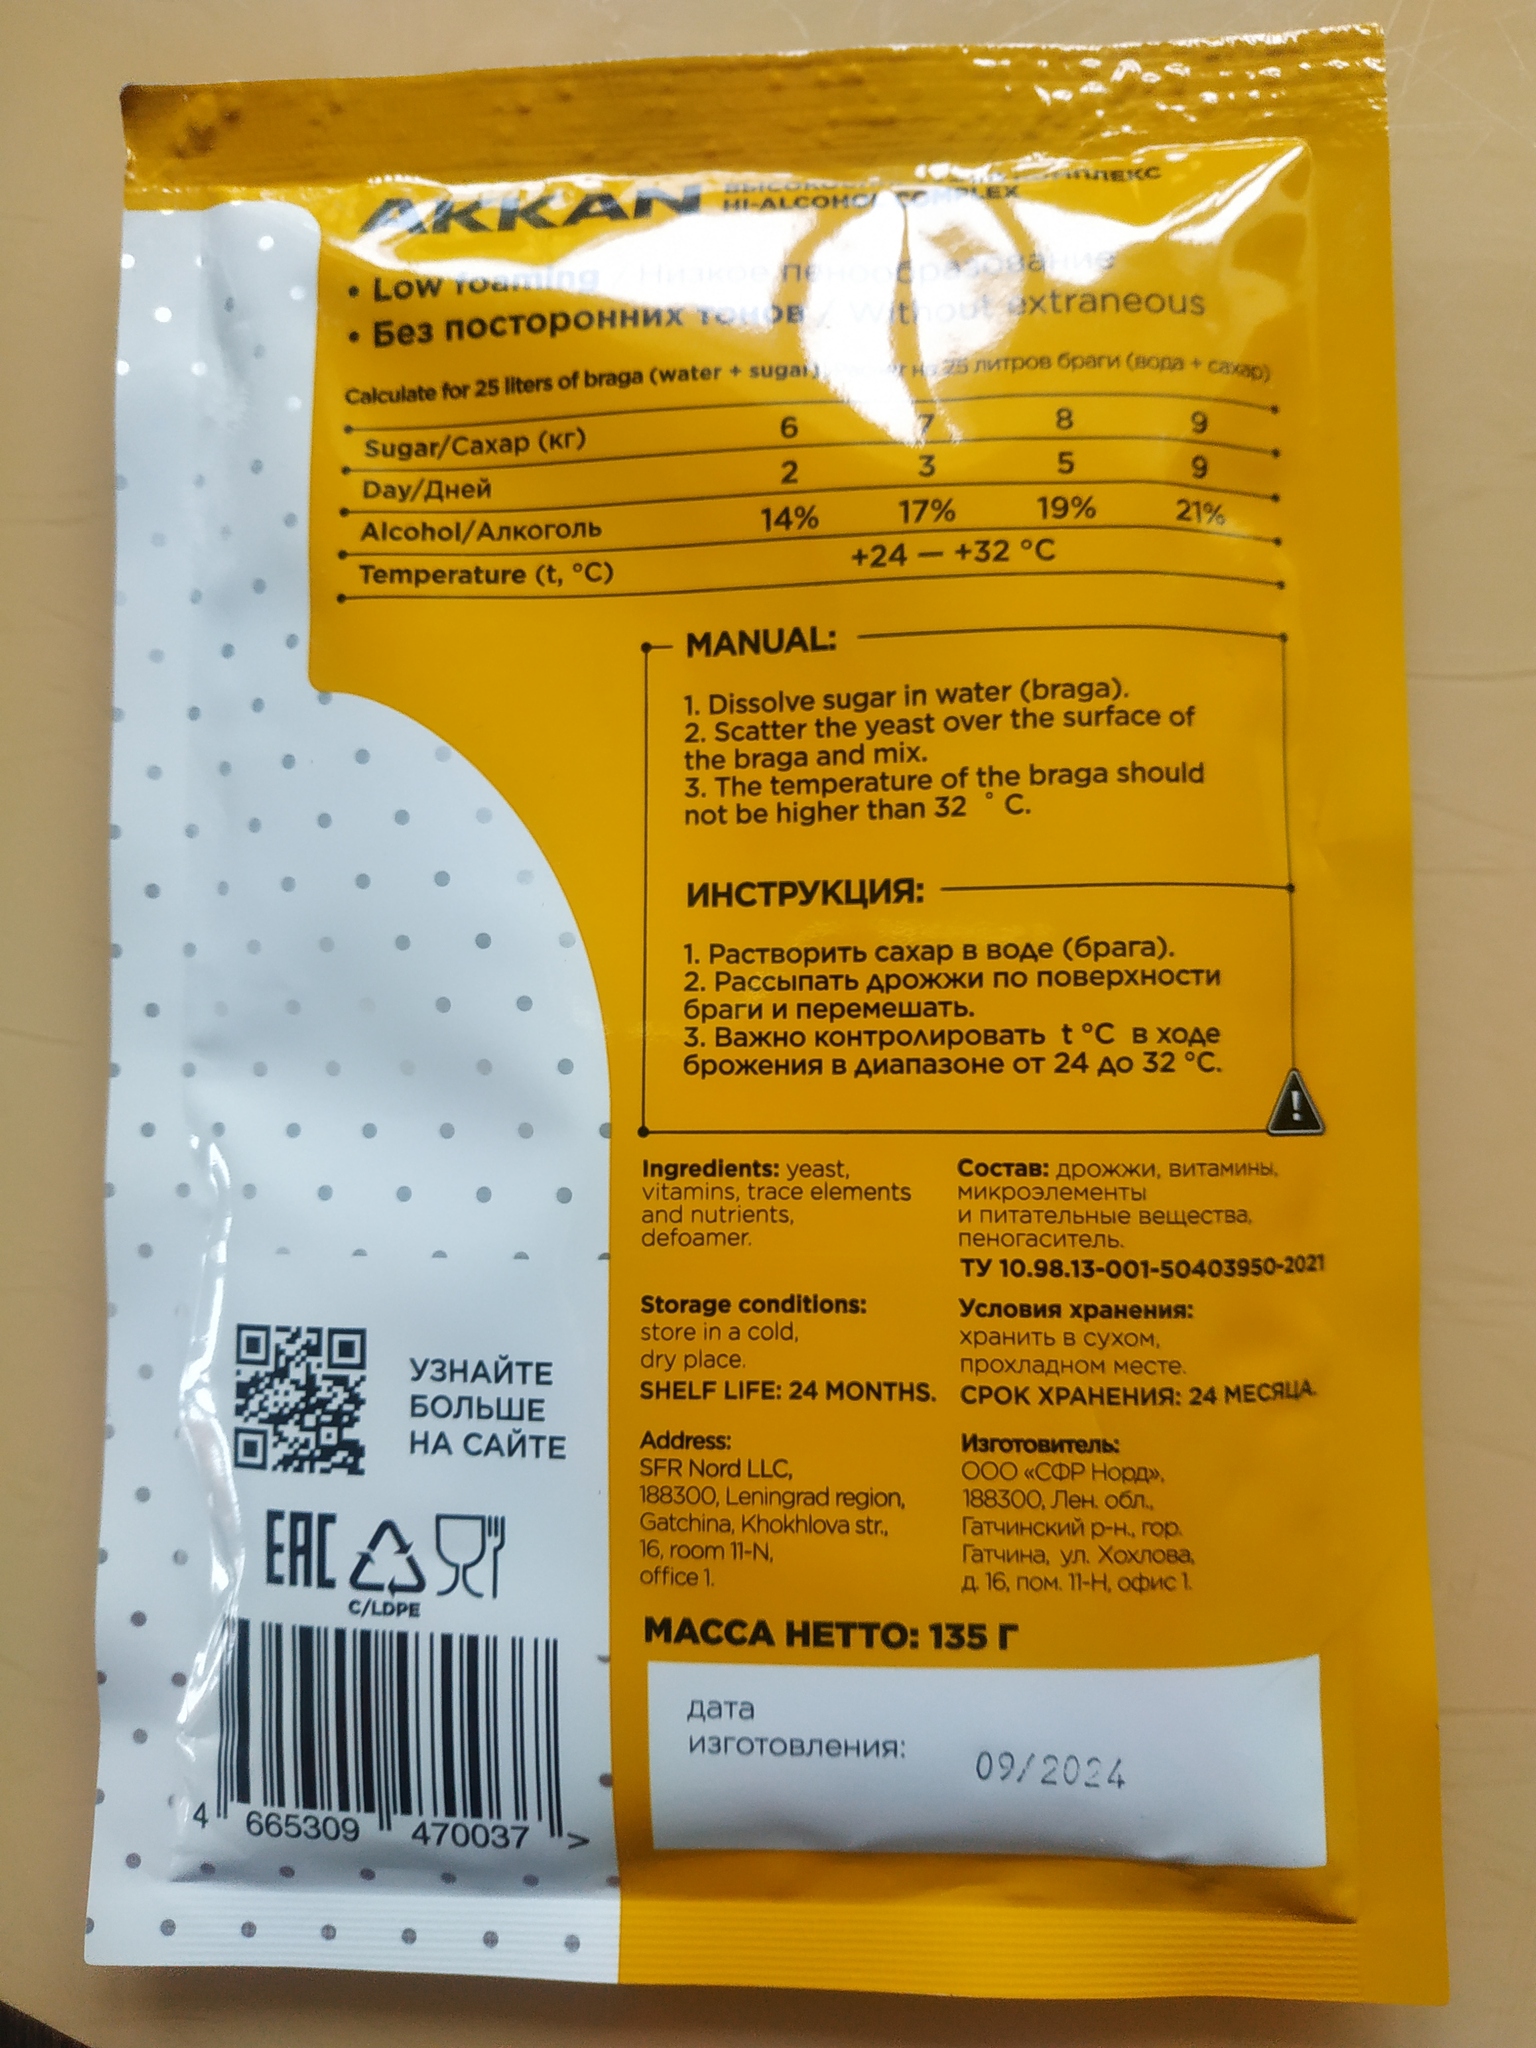 AKKAN
HI-ALCOHOL COMPLEX
• Low foaming / Низкое пенообразование
• Без посторонних тонов / Without extraneous
Calculate for 25 liters of braga (water + sugar) на 25 литров браги (вода + сахар)
Sugar/Сахар (кг) 6 7 8 9
Day/Дней 2 3 5 9
Alcohol/Алкоголь 14% 17% 19% 21%
Temperature (t, °C) +24 — +32 °C
MANUAL:
1. Dissolve sugar in water (braga).
2. Scatter the yeast over the surface of
the braga and mix.
3. The temperature of the braga should
not be higher than 32 ° C.
ИНСТРУКЦИЯ:
1. Растворить сахар в воде (брага).
2. Рассыпать дрожжи по поверхности
браги и перемешать.
3. Важно контролировать t °C в ходе
брожения в диапазоне от 24 до 32 °C.
Ingredients: yeast,
vitamins, trace elements
and nutrients,
defoamer.
Состав: дрожжи, витамины,
микроэлементы
и питательные вещества,
пеногаситель.
ТУ 10.98.13-001-50403950-2021
Storage conditions:
store in a cold,
dry place.
SHELF LIFE: 24 MONTHS.
Условия хранения:
хранить в сухом,
прохладном месте.
СРОК ХРАНЕНИЯ: 24 МЕСЯЦА.
Address:
SFR Nord LLC,
188300, Leningrad region,
Gatchina, Khokhlova str.,
16, room 11-N,
office 1.
Изготовитель:
ООО «СФР Норд»,
188300, Лен. обл.,
Гатчинский р-н., гор.
Гатчина, ул. Хохлова,
д. 16, пом. 11-Н, офис 1.
МАССА НЕТТО: 135 Г
дата
изготовления: 09/2024
УЗНАЙТЕ
БОЛЬШЕ
НА САЙТЕ
EAC
C/LDPE
4 665309 470037 >